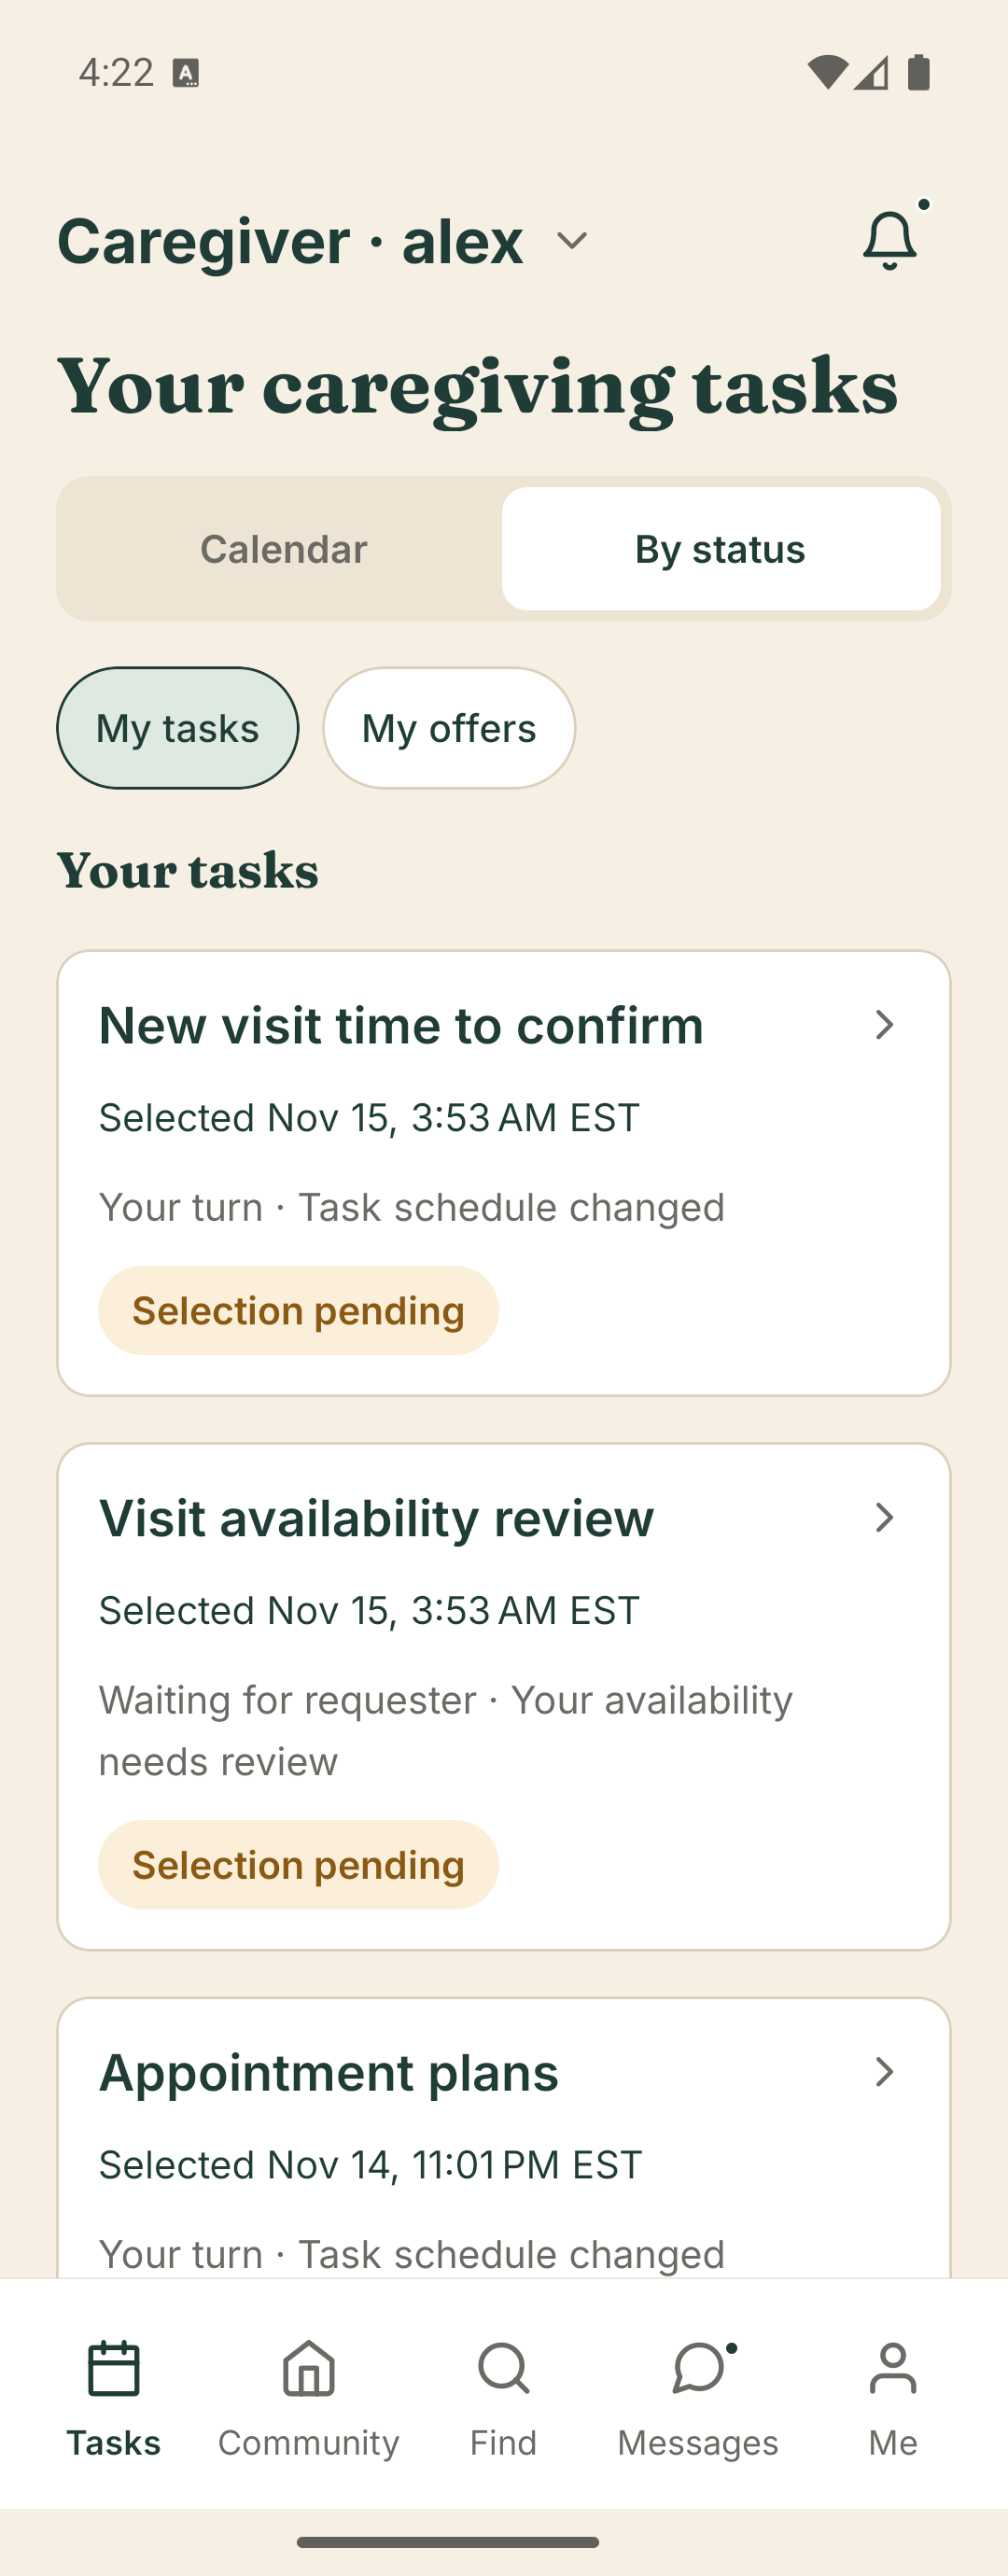 4:22
Caregiver · alex
Your caregiving tasks
Calendar
By status
My tasks
My offers
Your tasks
New visit time to confirm
Selected Nov 15, 3:53 AM EST
Your turn · Task schedule changed
Selection pending
Visit availability review
Selected Nov 15, 3:53 AM EST
Waiting for requester · Your availability
needs review
Selection pending
Appointment plans
Selected Nov 14, 11:01 PM EST
Your turn · Task schedule changed
Tasks
Community
Find
Messages
Me